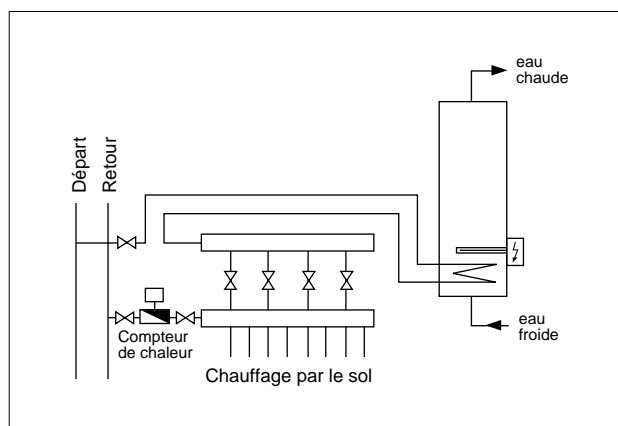 eau
chaude
Départ
Retour
Compteur
de chaleur
Chauffage par le sol
eau
froide